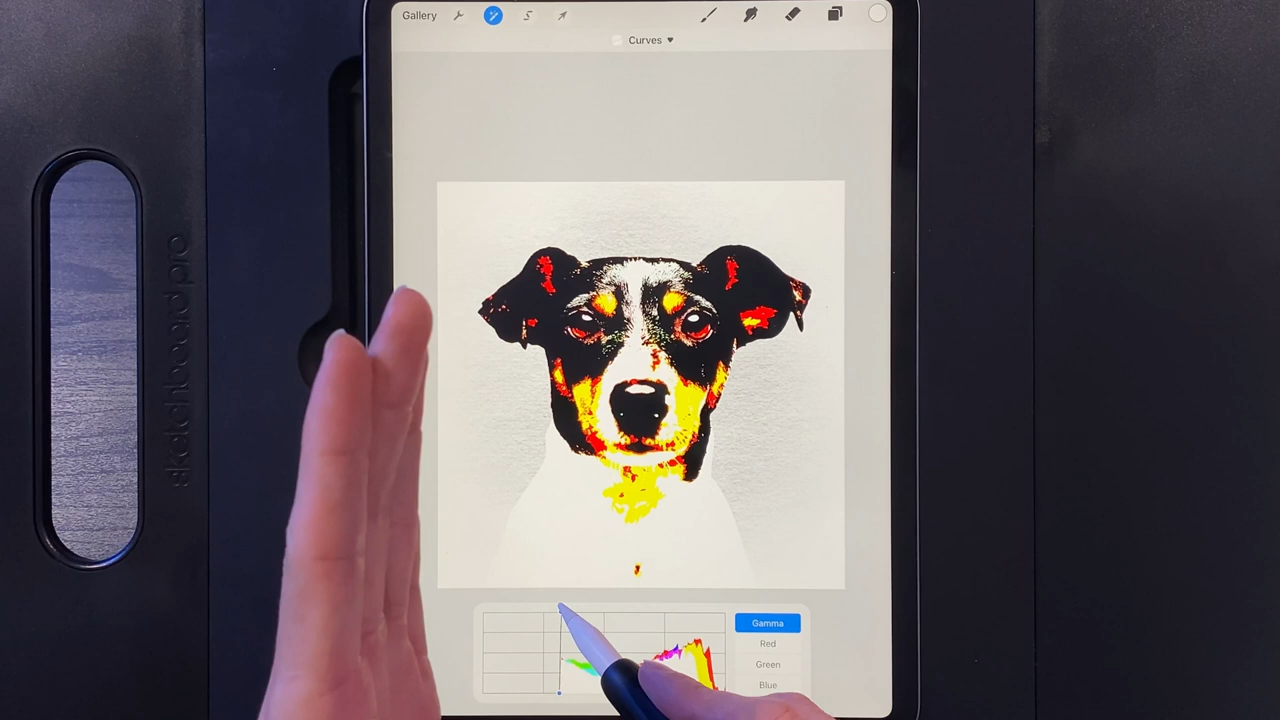 Gallery
Curves
Gamma
Red
Green
Blue
sketchboard pro